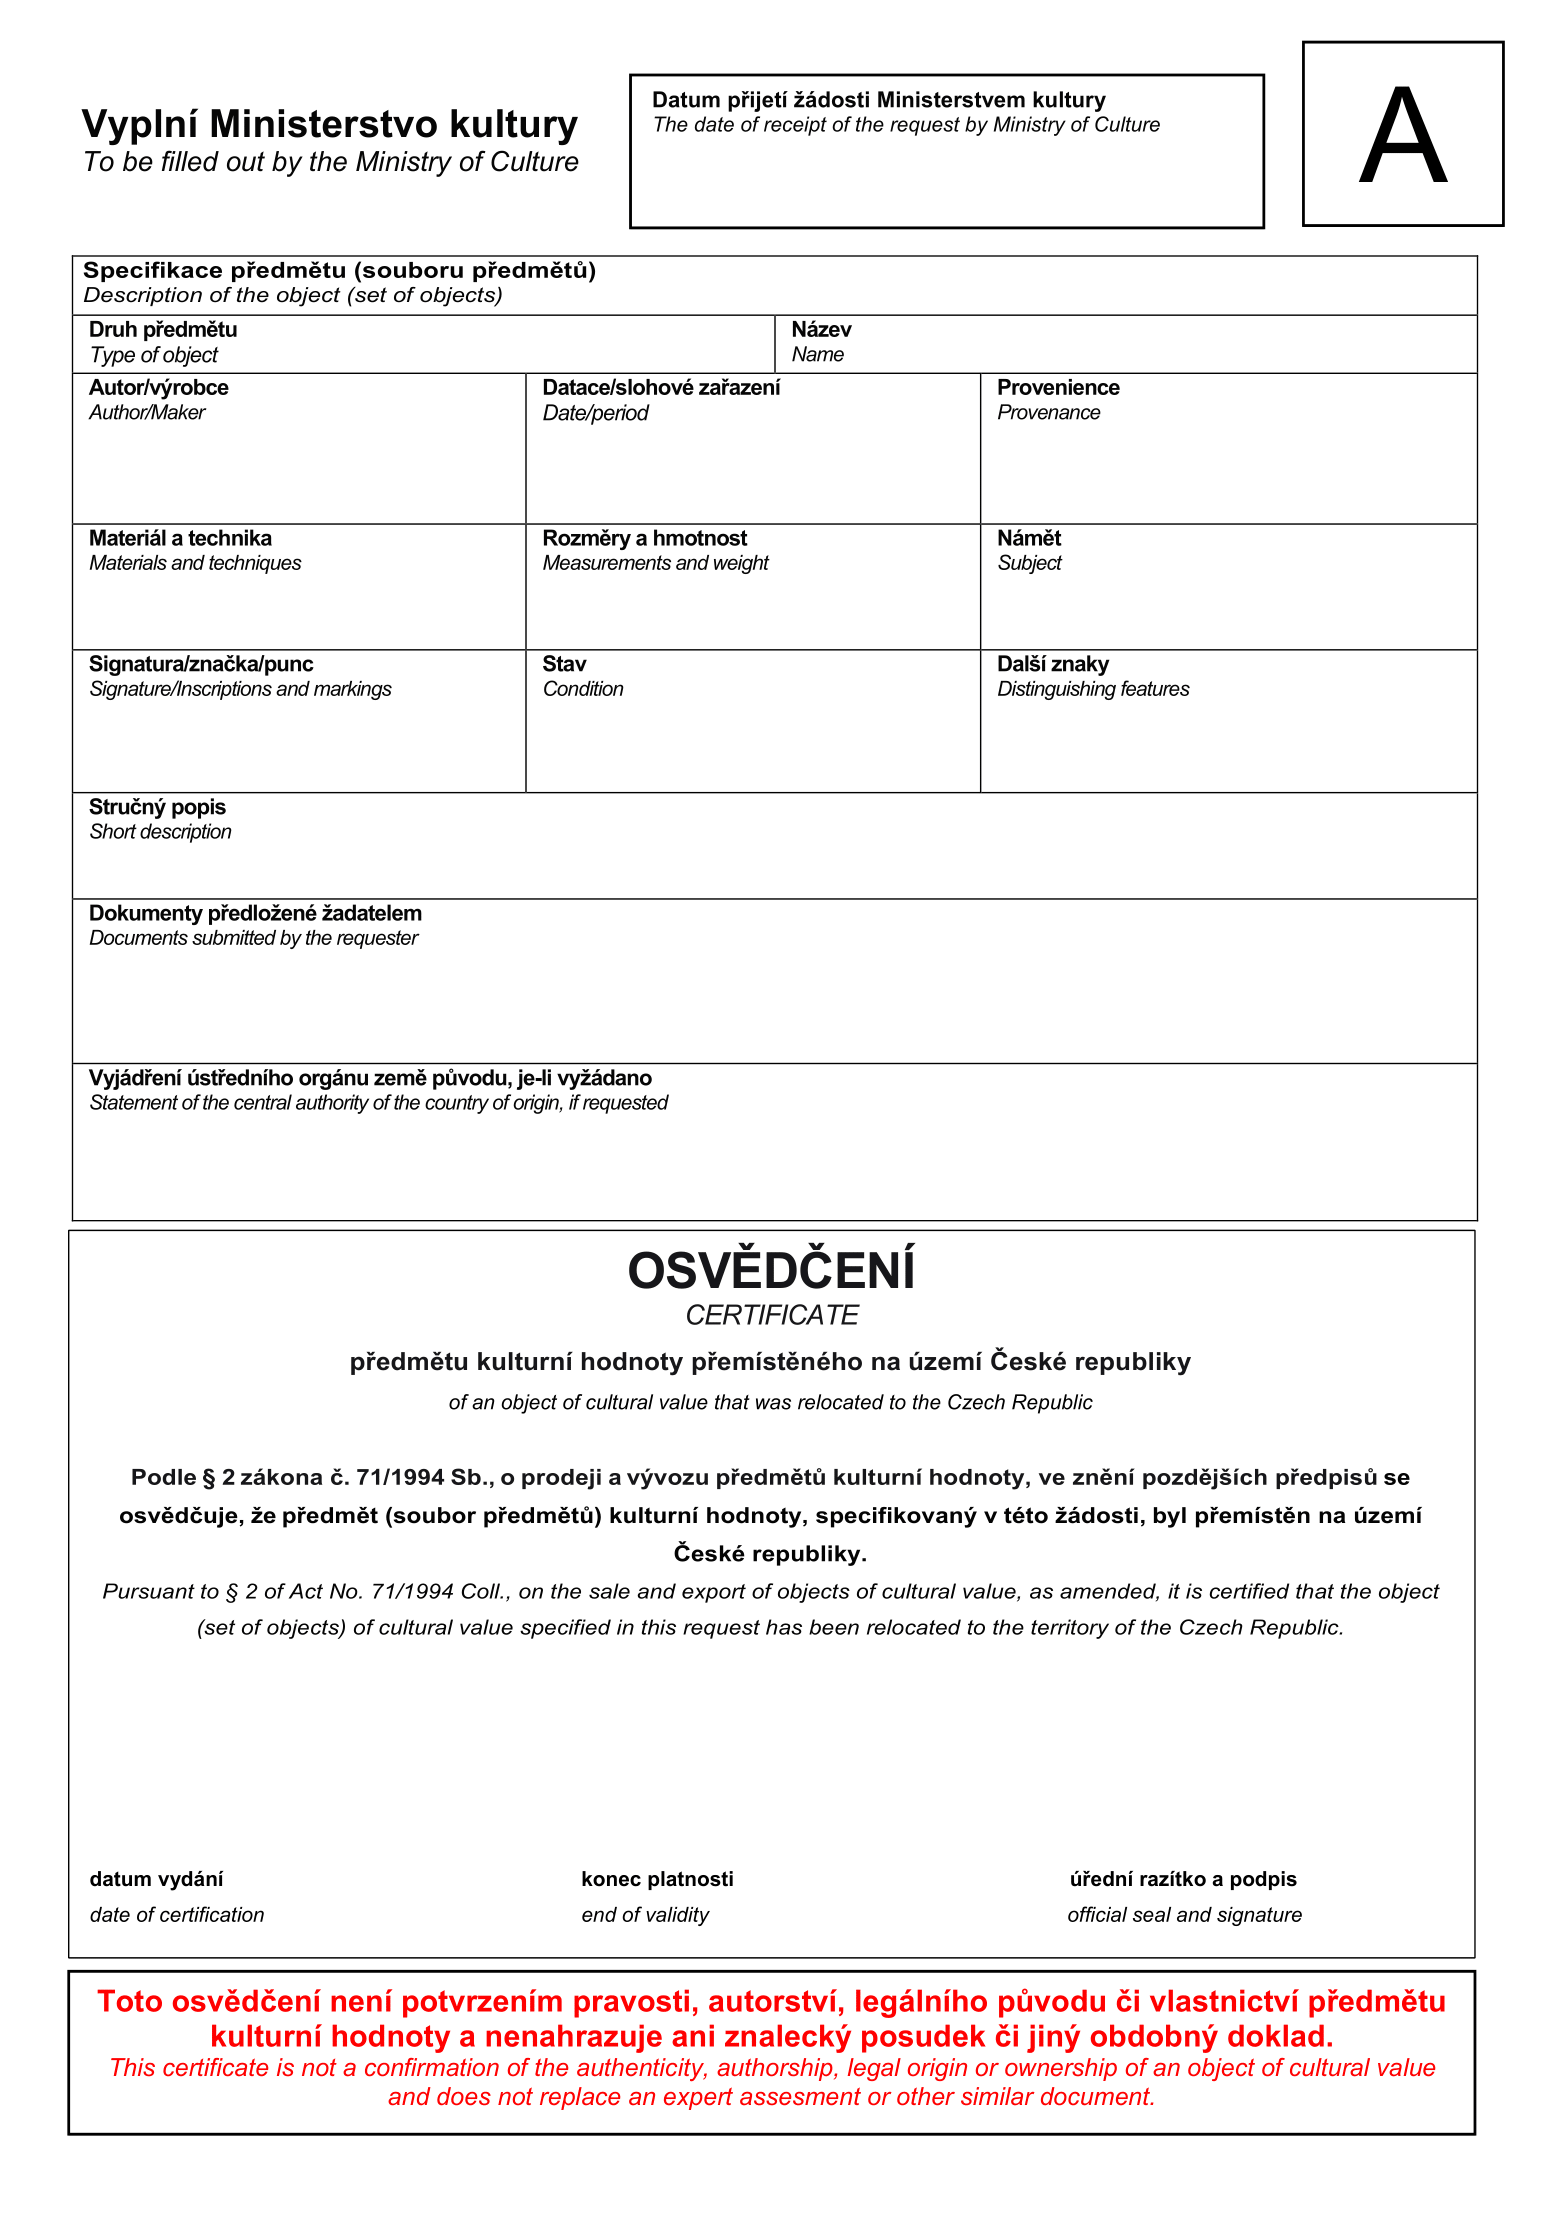 Vyplní Ministerstvo kultury
To be filled out by the Ministry of Culture
Datum přijetí žádosti Ministerstvem kultury
The date of receipt of the request by Ministry of Culture
A
Specifikace předmětu (souboru předmětů)
Description of the object (set of objects)
Druh předmětu
Type of object
Název
Name
Autor/výrobce
Author/Maker
Datace/slohové zařazení
Date/period
Provenience
Provenance
Materiál a technika
Materials and techniques
Rozměry a hmotnost
Measurements and weight
Námět
Subject
Signatura/značka/punc
Signature/Inscriptions and markings
Stav
Condition
Další znaky
Distinguishing features
Stručný popis
Short description
Dokumenty předložené žadatelem
Documents submitted by the requester
Vyjádření ústředního orgánu země původu, je-li vyžádano
Statement of the central authority of the country of origin, if requested
OSVĚDČENÍ
CERTIFICATE
předmětu kulturní hodnoty přemístěného na území České republiky
of an object of cultural value that was relocated to the Czech Republic
Podle § 2 zákona č. 71/1994 Sb., o prodeji a vývozu předmětů kulturní hodnoty, ve znění pozdějších předpisů se
osvědčuje, že předmět (soubor předmětů) kulturní hodnoty, specifikovaný v této žádosti, byl přemístěn na území
České republiky.
Pursuant to § 2 of Act No. 71/1994 Coll., on the sale and export of objects of cultural value, as amended, it is certified that the object
(set of objects) of cultural value specified in this request has been relocated to the territory of the Czech Republic.
datum vydání
date of certification
konec platnosti
end of validity
úřední razítko a podpis
official seal and signature
Toto osvědčení není potvrzením pravosti, autorství, legálního původu či vlastnictví předmětu
kulturní hodnoty a nenahrazuje ani znalecký posudek či jiný obdobný doklad.
This certificate is not a confirmation of the authenticity, authorship, legal origin or ownership of an object of cultural value
and does not replace an expert assesment or other similar document.